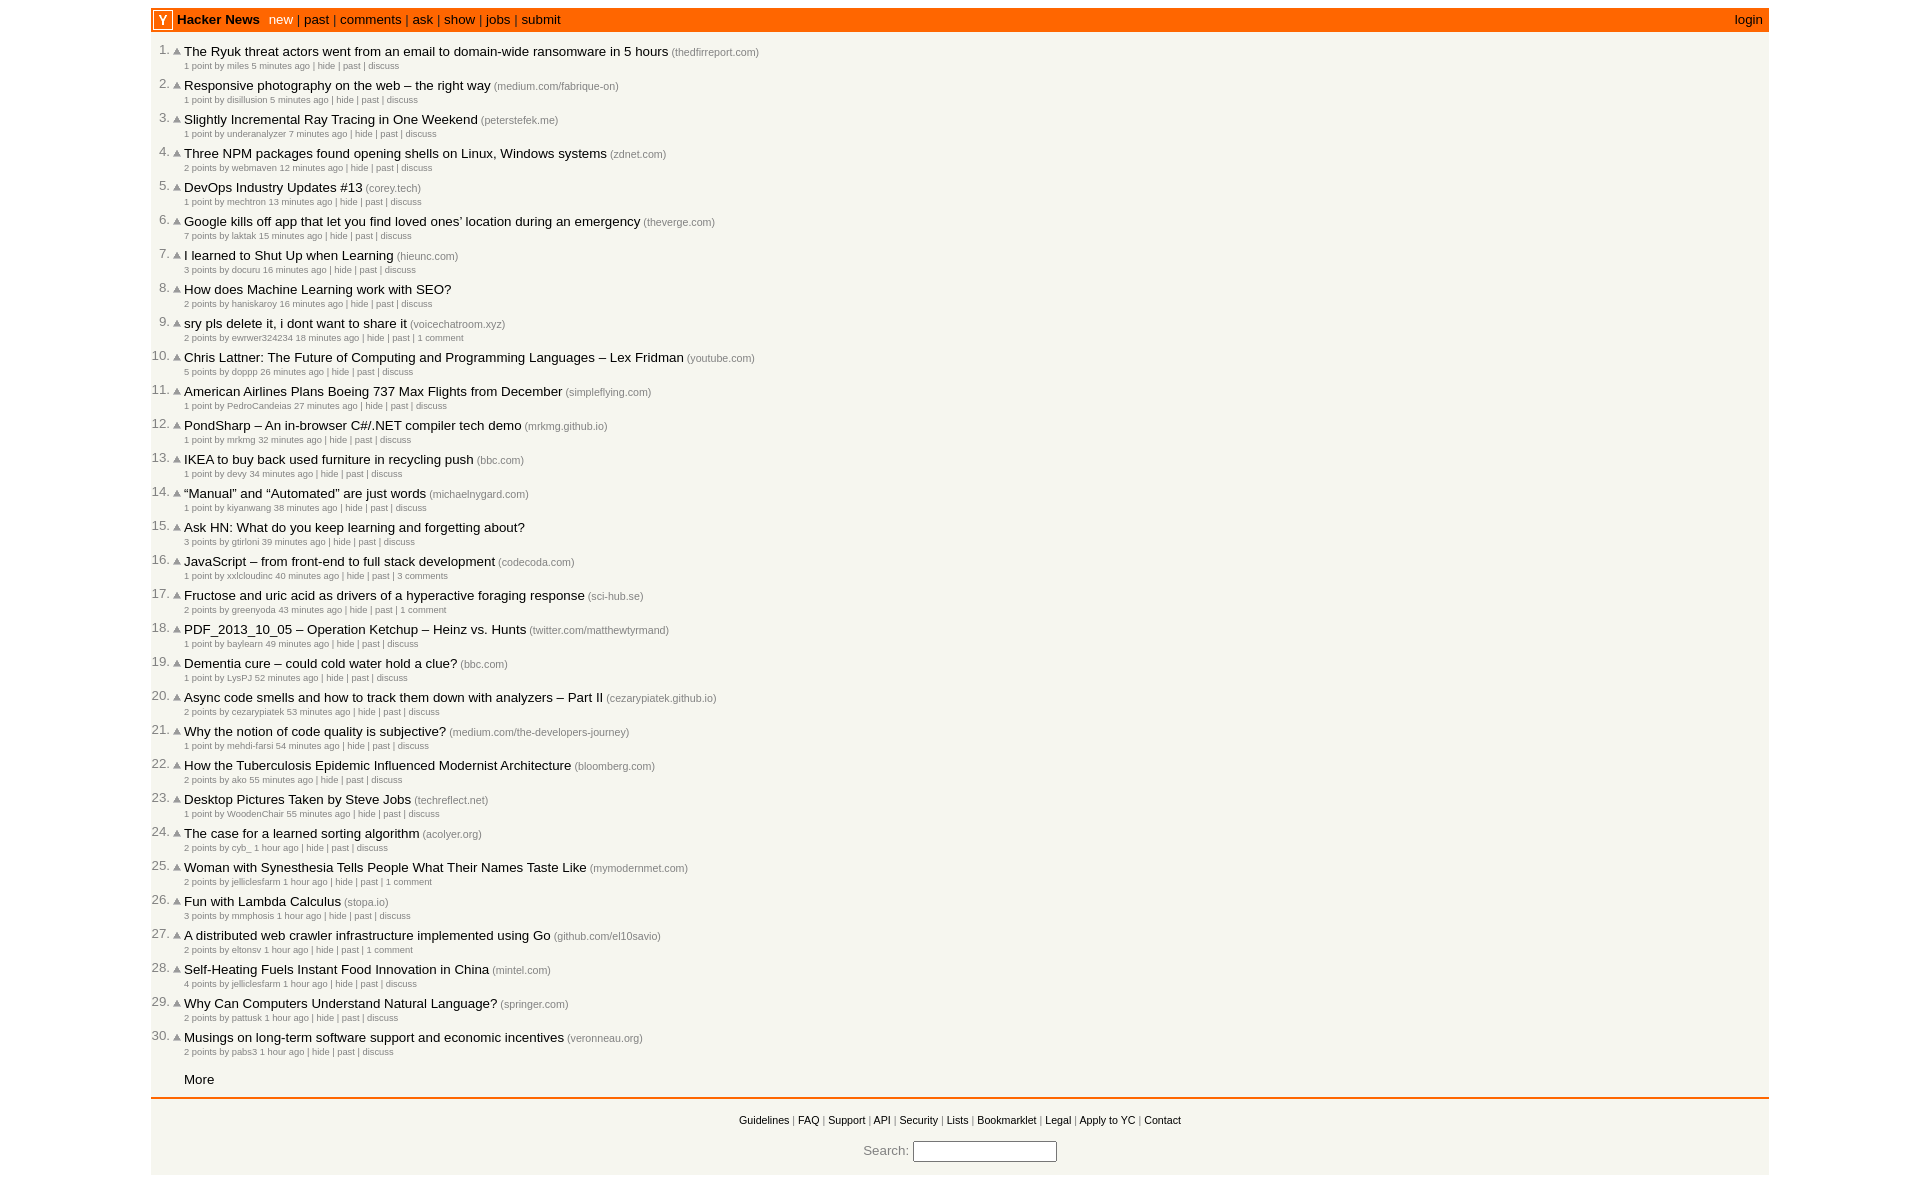 Y Hacker News new | past | comments | ask | show | jobs | submit login
1. The Ryuk threat actors went from an email to domain-wide ransomware in 5 hours (thedfirreport.com)
1 point by miles 5 minutes ago | hide | past | discuss
2. Responsive photography on the web – the right way (medium.com/fabrique-on)
1 point by disillusion 5 minutes ago | hide | past | discuss
3. Slightly Incremental Ray Tracing in One Weekend (peterstefek.me)
1 point by underanalyzer 7 minutes ago | hide | past | discuss
4. Three NPM packages found opening shells on Linux, Windows systems (zdnet.com)
2 points by webmaven 12 minutes ago | hide | past | discuss
5. DevOps Industry Updates #13 (corey.tech)
1 point by mechtron 13 minutes ago | hide | past | discuss
6. Google kills off app that let you find loved ones’ location during an emergency (theverge.com)
7 points by laktak 15 minutes ago | hide | past | discuss
7. I learned to Shut Up when Learning (hieunc.com)
3 points by docuru 16 minutes ago | hide | past | discuss
8. How does Machine Learning work with SEO?
2 points by haniskaroy 16 minutes ago | hide | past | discuss
9. sry pls delete it, i dont want to share it (voicechatroom.xyz)
2 points by ewrwer324234 18 minutes ago | hide | past | 1 comment
10. Chris Lattner: The Future of Computing and Programming Languages – Lex Fridman (youtube.com)
5 points by doppp 26 minutes ago | hide | past | discuss
11. American Airlines Plans Boeing 737 Max Flights from December (simpleflying.com)
1 point by PedroCandeias 27 minutes ago | hide | past | discuss
12. PondSharp – An in-browser C#/.NET compiler tech demo (mrkmg.github.io)
1 point by mrkmg 32 minutes ago | hide | past | discuss
13. IKEA to buy back used furniture in recycling push (bbc.com)
1 point by devy 34 minutes ago | hide | past | discuss
14. “Manual” and “Automated” are just words (michaelnygard.com)
1 point by kiyanwang 38 minutes ago | hide | past | discuss
15. Ask HN: What do you keep learning and forgetting about?
3 points by gtirloni 39 minutes ago | hide | past | discuss
16. JavaScript – from front-end to full stack development (codecoda.com)
1 point by xxlcloudinc 40 minutes ago | hide | past | 3 comments
17. Fructose and uric acid as drivers of a hyperactive foraging response (sci-hub.se)
2 points by greenyoda 43 minutes ago | hide | past | 1 comment
18. PDF_2013_10_05 – Operation Ketchup – Heinz vs. Hunts (twitter.com/matthewtyrmand)
1 point by baylearn 49 minutes ago | hide | past | discuss
19. Dementia cure – could cold water hold a clue? (bbc.com)
1 point by LysPJ 52 minutes ago | hide | past | discuss
20. Async code smells and how to track them down with analyzers – Part II (cezarypiatek.github.io)
2 points by cezarypiatek 53 minutes ago | hide | past | discuss
21. Why the notion of code quality is subjective? (medium.com/the-developers-journey)
1 point by mehdi-farsi 54 minutes ago | hide | past | discuss
22. How the Tuberculosis Epidemic Influenced Modernist Architecture (bloomberg.com)
2 points by ako 55 minutes ago | hide | past | discuss
23. Desktop Pictures Taken by Steve Jobs (techreflect.net)
1 point by WoodenChair 55 minutes ago | hide | past | discuss
24. The case for a learned sorting algorithm (acolyer.org)
2 points by cyb_ 1 hour ago | hide | past | discuss
25. Woman with Synesthesia Tells People What Their Names Taste Like (mymodernmet.com)
2 points by jelliclesfarm 1 hour ago | hide | past | 1 comment
26. Fun with Lambda Calculus (stopa.io)
3 points by mmphosis 1 hour ago | hide | past | discuss
27. A distributed web crawler infrastructure implemented using Go (github.com/el10savio)
2 points by eltonsv 1 hour ago | hide | past | 1 comment
28. Self-Heating Fuels Instant Food Innovation in China (mintel.com)
4 points by jelliclesfarm 1 hour ago | hide | past | discuss
29. Why Can Computers Understand Natural Language? (springer.com)
2 points by pattusk 1 hour ago | hide | past | discuss
30. Musings on long-term software support and economic incentives (veronneau.org)
2 points by pabs3 1 hour ago | hide | past | discuss
More
Guidelines | FAQ | Support | API | Security | Lists | Bookmarklet | Legal | Apply to YC | Contact
Search: